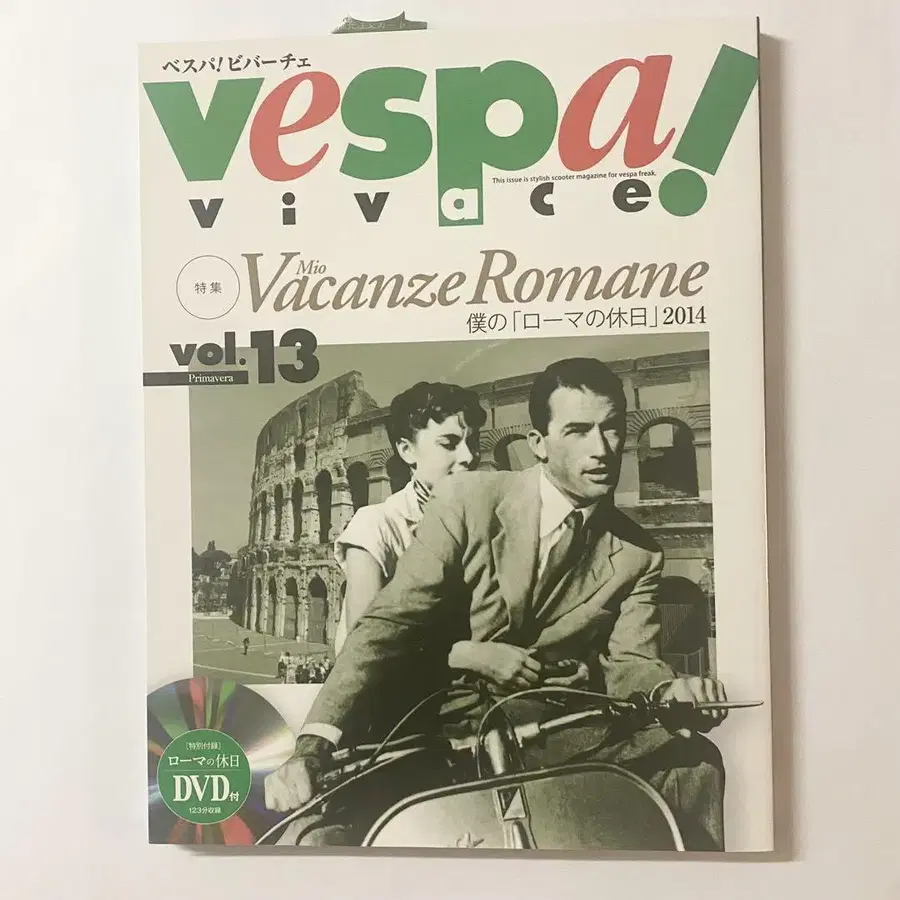 ベスパ!ビバーチェ
vespa!
This issue is stylish scooter magazine for vespa freak.
vivace
特集
Mio
Vacanze Romane
僕の「ローマの休日」2014
vol.13
Primavera
[特別付録]
ローマの休日
DVD付
123分収録